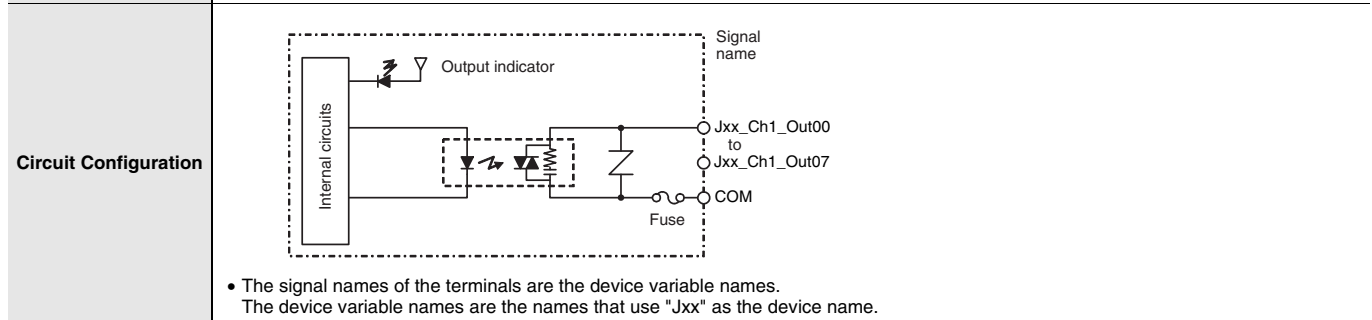 Circuit Configuration
Signal
name
Output indicator
Internal circuits
Jxx_Ch1_Out00
to
Jxx_Ch1_Out07
COM
Fuse
• The signal names of the terminals are the device variable names.
The device variable names are the names that use "Jxx" as the device name.